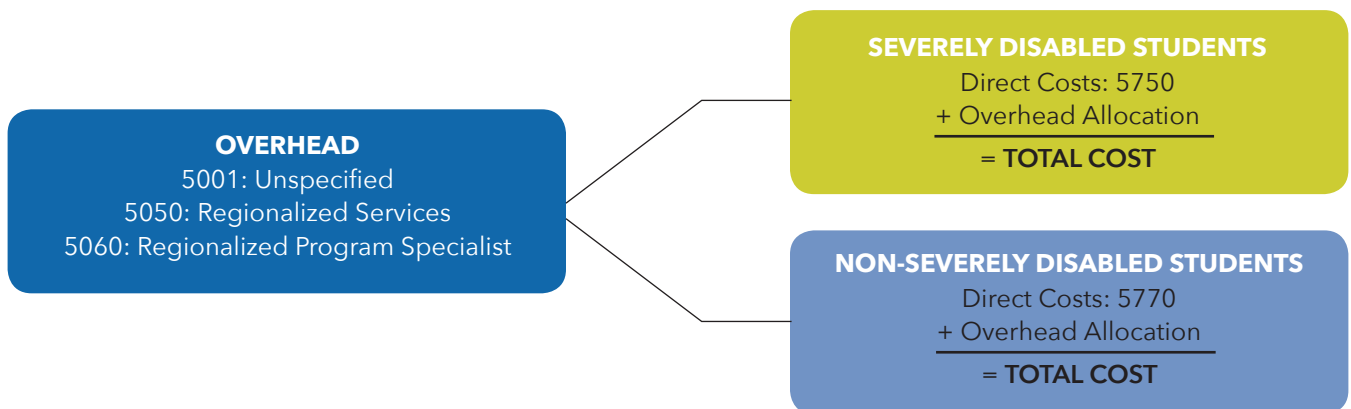 OVERHEAD
5001: Unspecified
5050: Regionalized Services
5060: Regionalized Program Specialist
SEVERELY DISABLED STUDENTS
Direct Costs: 5750
+ Overhead Allocation
= TOTAL COST
NON-SEVERELY DISABLED STUDENTS
Direct Costs: 5770
+ Overhead Allocation
= TOTAL COST